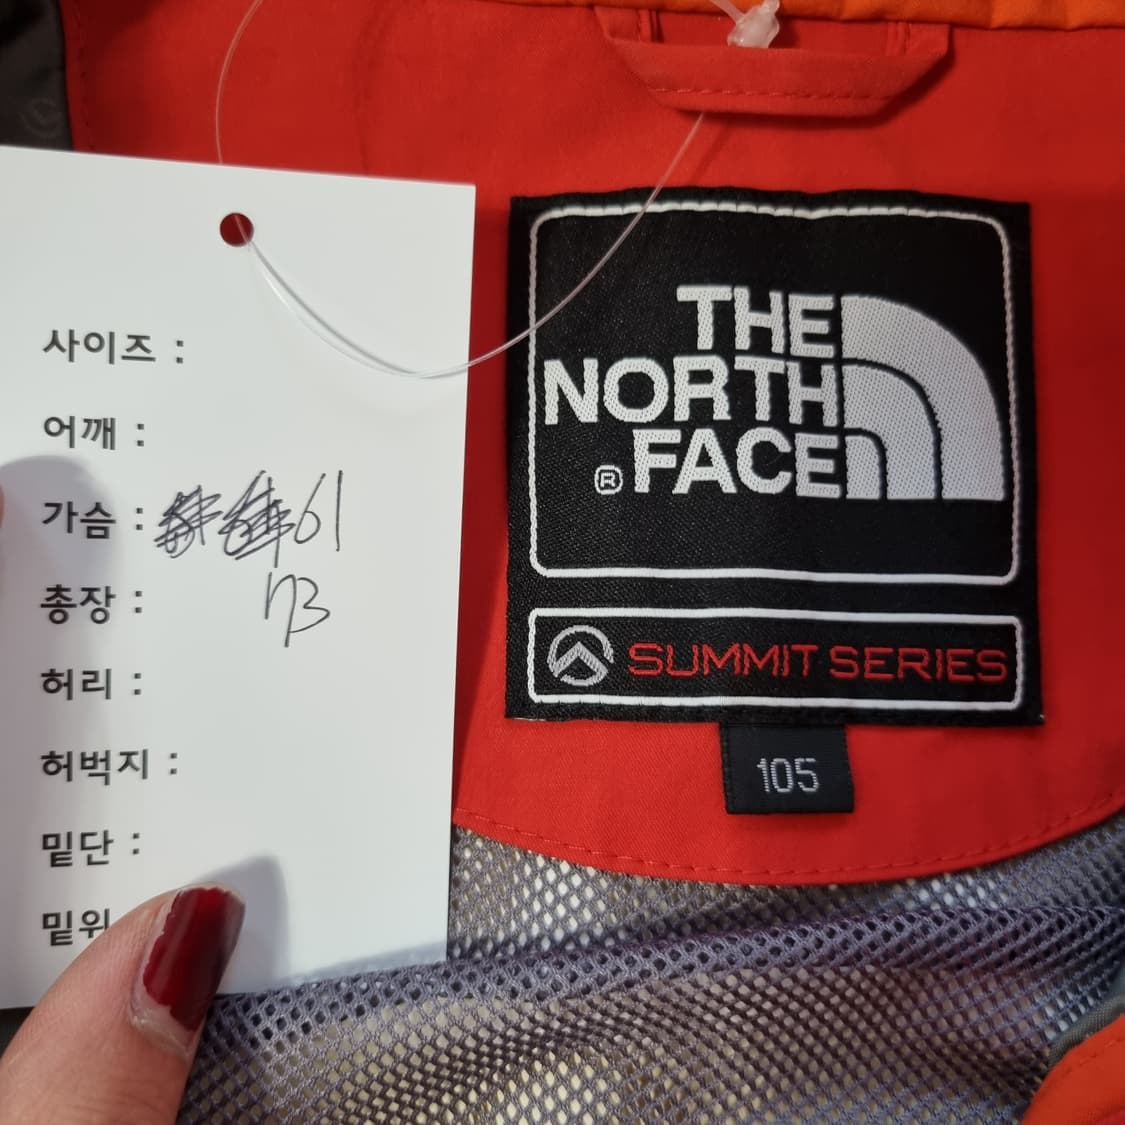 사이즈 :
어깨 :
가슴 : 61
총장 : 73
허리 :
허벅지 :
밑단 :
밑위
THE
NORTH
® FACE
SUMMIT SERIES
105